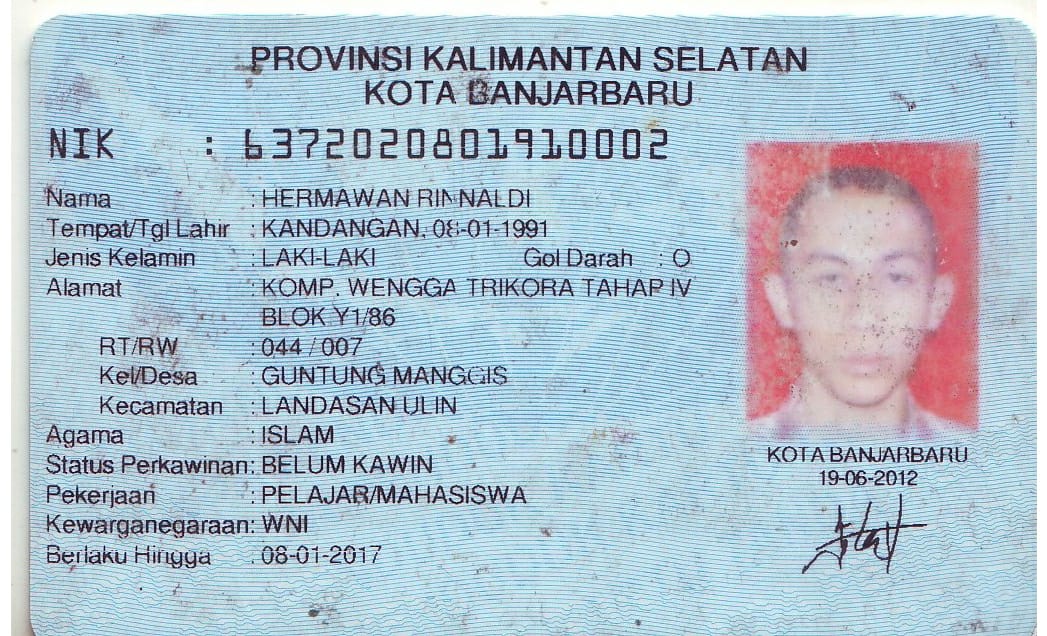 PROVINSI KALIMANTAN SELATAN
KOTA BANJARBARU
NIK : 6372020801910002
Nama : HERMAWAN RINNALDI
Tempat/Tgl Lahir : KANDANGAN, 08-01-1991
Jenis Kelamin : LAKI-LAKI Gol Darah : O
Alamat : KOMP. WENGGA TRIKORA TAHAP IV
BLOK Y1/86
RT/RW : 044 / 007
Kel/Desa : GUNTUNG MANGGIS
Kecamatan : LANDASAN ULIN
Agama : ISLAM
Status Perkawinan: BELUM KAWIN
Pekerjaan : PELAJAR/MAHASISWA
Kewarganegaraan: WNI
Berlaku Hingga : 08-01-2017
KOTA BANJARBARU
19-06-2012